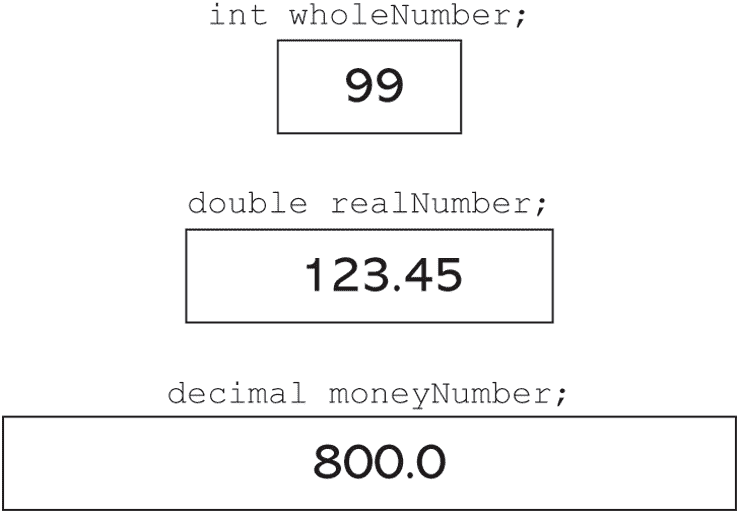 int wholeNumber;
99
double realNumber;
123.45
decimal moneyNumber;
800.0